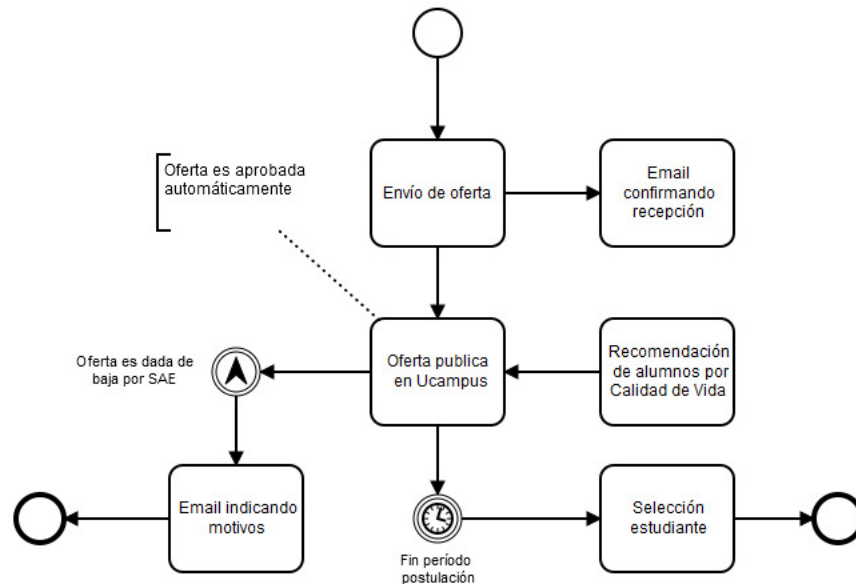 Oferta es aprobada
automáticamente
Envío de oferta
Email
confirmando
recepción
Oferta es dada de
baja por SAE
Oferta publica
en Ucampus
Recomendación
de alumnos por
Calidad de Vida
Email indicando
motivos
Fin período
postulación
Selección
estudiante